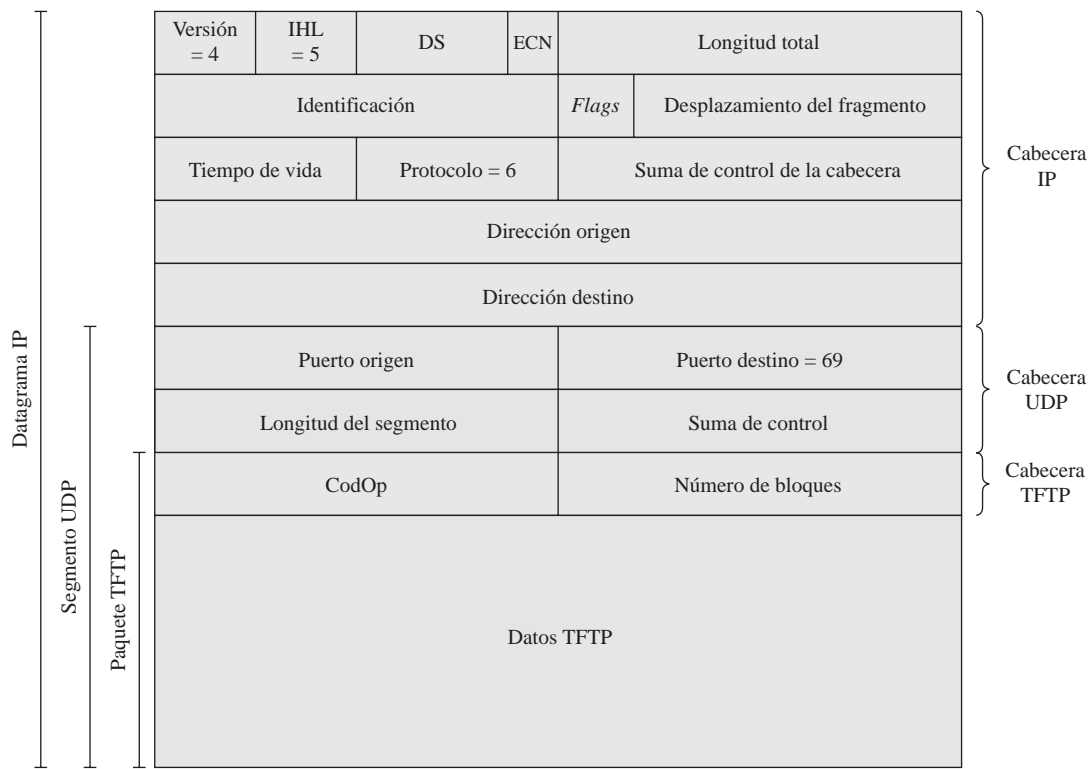 Versión
= 4
IHL
= 5
DS
ECN
Longitud total
Identificación
Flags
Desplazamiento del fragmento
Tiempo de vida
Protocolo = 6
Suma de control de la cabecera
Dirección origen
Dirección destino
Cabecera
IP
Puerto origen
Puerto destino = 69
Longitud del segmento
Suma de control
Cabecera
UDP
CodOp
Número de bloques
Cabecera
TFTP
Datos TFTP
Datagrama IP
Segmento UDP
Paquete TFTP